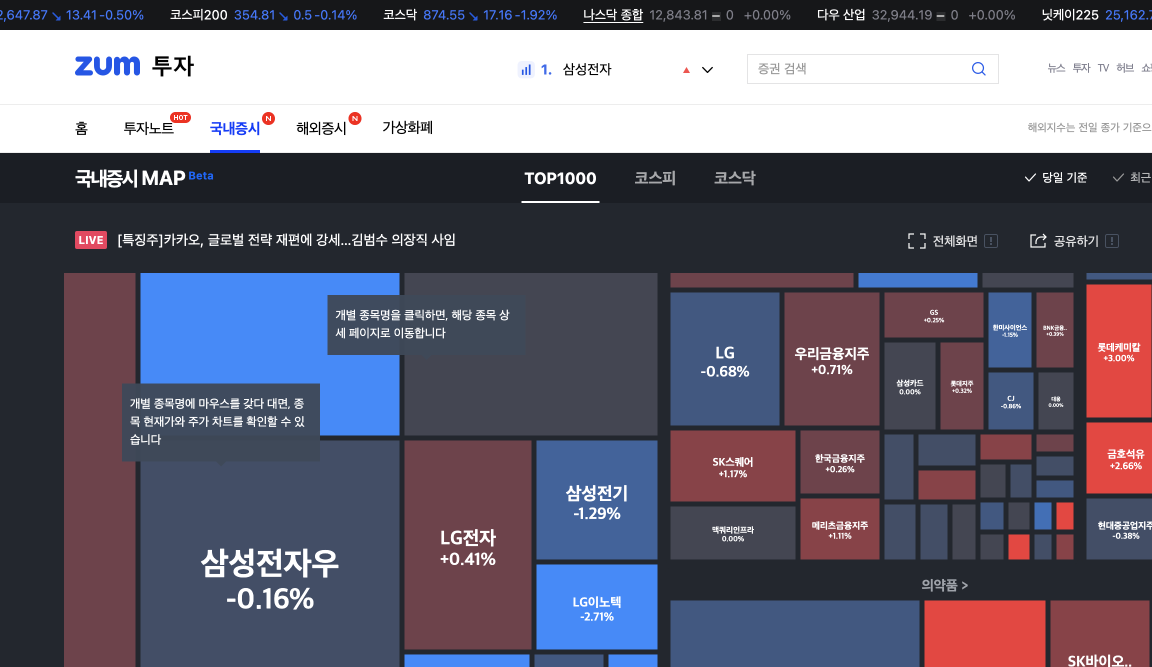 2,647.87 ↘ 13.41 -0.50% 코스피200 354.81 ↘ 0.5 -0.14% 코스닥 874.55 ↘ 17.16 -1.92% 나스닥 종합 12,843.81 0 +0.00% 다우 산업 32,944.19 0 +0.00% 닛케이225 25,162.7
zum 투자
1. 삼성전자
증권 검색
뉴스 투자 TV 허브 쇼
홈 투자노트 HOT 국내증시 N 해외증시 N 가상화폐
해외지수는 전일 종가 기준으
국내증시 MAP Beta
TOP1000 코스피 코스닥
당일 기준 최근
LIVE [특징주]카카오, 글로벌 전략 재편에 강세...김범수 의장직 사임
전체화면 ! 공유하기 !
개별 종목명을 클릭하면, 해당 종목 상
세 페이지로 이동합니다
개별 종목명에 마우스를 갖다 대면, 종
목 현재가와 주가 차트를 확인할 수 있
습니다
삼성전자우
-0.16%
LG전자
+0.41%
삼성전기
-1.29%
LG이노텍
-2.71%
LG
-0.68%
우리금융지주
+0.71%
GS
+0.25%
한미사이언스
-1.15%
BNK금융..
+0.39%
삼성카드
0.00%
롯데지주
+0.32%
CJ
-0.86%
대웅
0.00%
SK스퀘어
+1.17%
한국금융지주
+0.26%
맥쿼리인프라
0.00%
메리츠금융지주
+1.11%
롯데케미칼
+3.00%
금호석유
+2.66%
현대중공업지주
-0.38%
의약품 >
SK바이오..